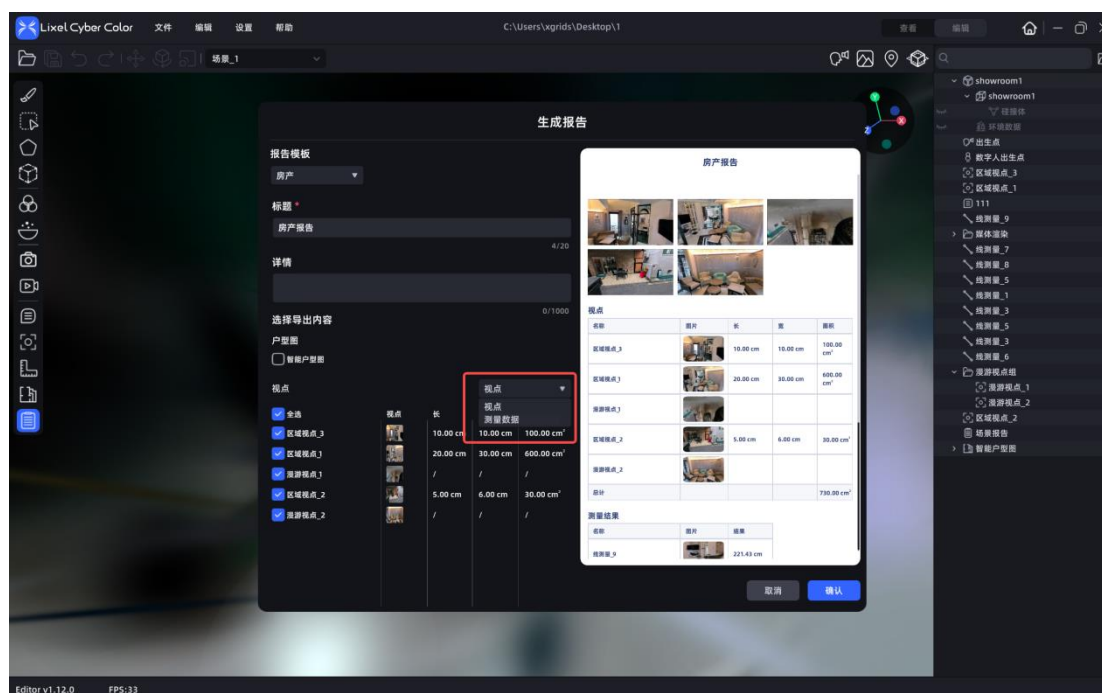 Lixel Cyber Color 文件 编辑 设置 帮助 C:\Users\xgrids\Desktop\1 查看 编辑
场景_1
生成报告
报告模板
房产
标题 *
房产报告
4/20
详情
0/1000
选择导出内容
户型图
智能户型图
视点 视点
视点
测量数据
全选 视点 长
区域视点_3 10.00 cm 10.00 cm 100.00 cm²
区域视点_1 20.00 cm 30.00 cm 600.00 cm²
漫游视点_1 / / /
区域视点_2 5.00 cm 6.00 cm 30.00 cm²
漫游视点_2 / / /
房产报告
视点
名称 图片 长 宽 面积
区域视点_3 10.00 cm 10.00 cm 100.00 cm²
区域视点_1 20.00 cm 30.00 cm 600.00 cm²
漫游视点_1
区域视点_2 5.00 cm 6.00 cm 30.00 cm²
漫游视点_2
总计 730.00 cm²
测量结果
名称 图片 结果
线测量_9 221.43 cm
取消 确认
showroom1
showroom1
碰撞体
环境数据
出生点
数字人出生点
区域视点_3
区域视点_1
111
线测量_9
媒体渲染
线测量_7
线测量_8
线测量_5
线测量_1
线测量_3
线测量_5
线测量_3
线测量_6
漫游视点组
漫游视点_1
漫游视点_2
区域视点_2
场景报告
智能户型图
Editor v1.12.0 FPS:33